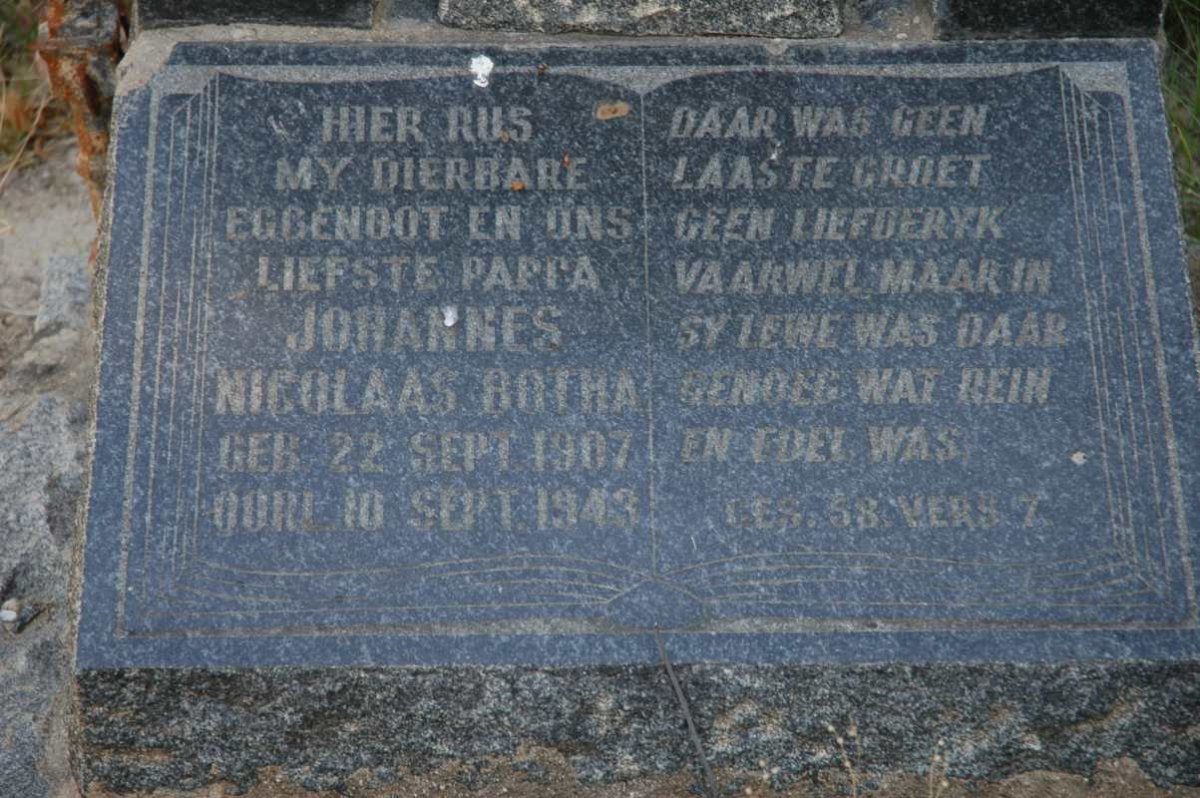 HIER RUS
MY DIERBARE
EGGENOOT EN ONS
LIEFSTE PAPPA
JOHANNES
NICOLAAS BOTHA
GEB. 22 SEPT. 1907
OORL. 10 SEPT. 1943
DAAR WAS GEEN
LAASTE GROET
GEEN LIEFDERYK
VAARWEL, MAAR IN
SY LEWE WAS DAAR
GENOEG WAT REIN
EN EDEL WAS.
GES. 58. VERS 7.